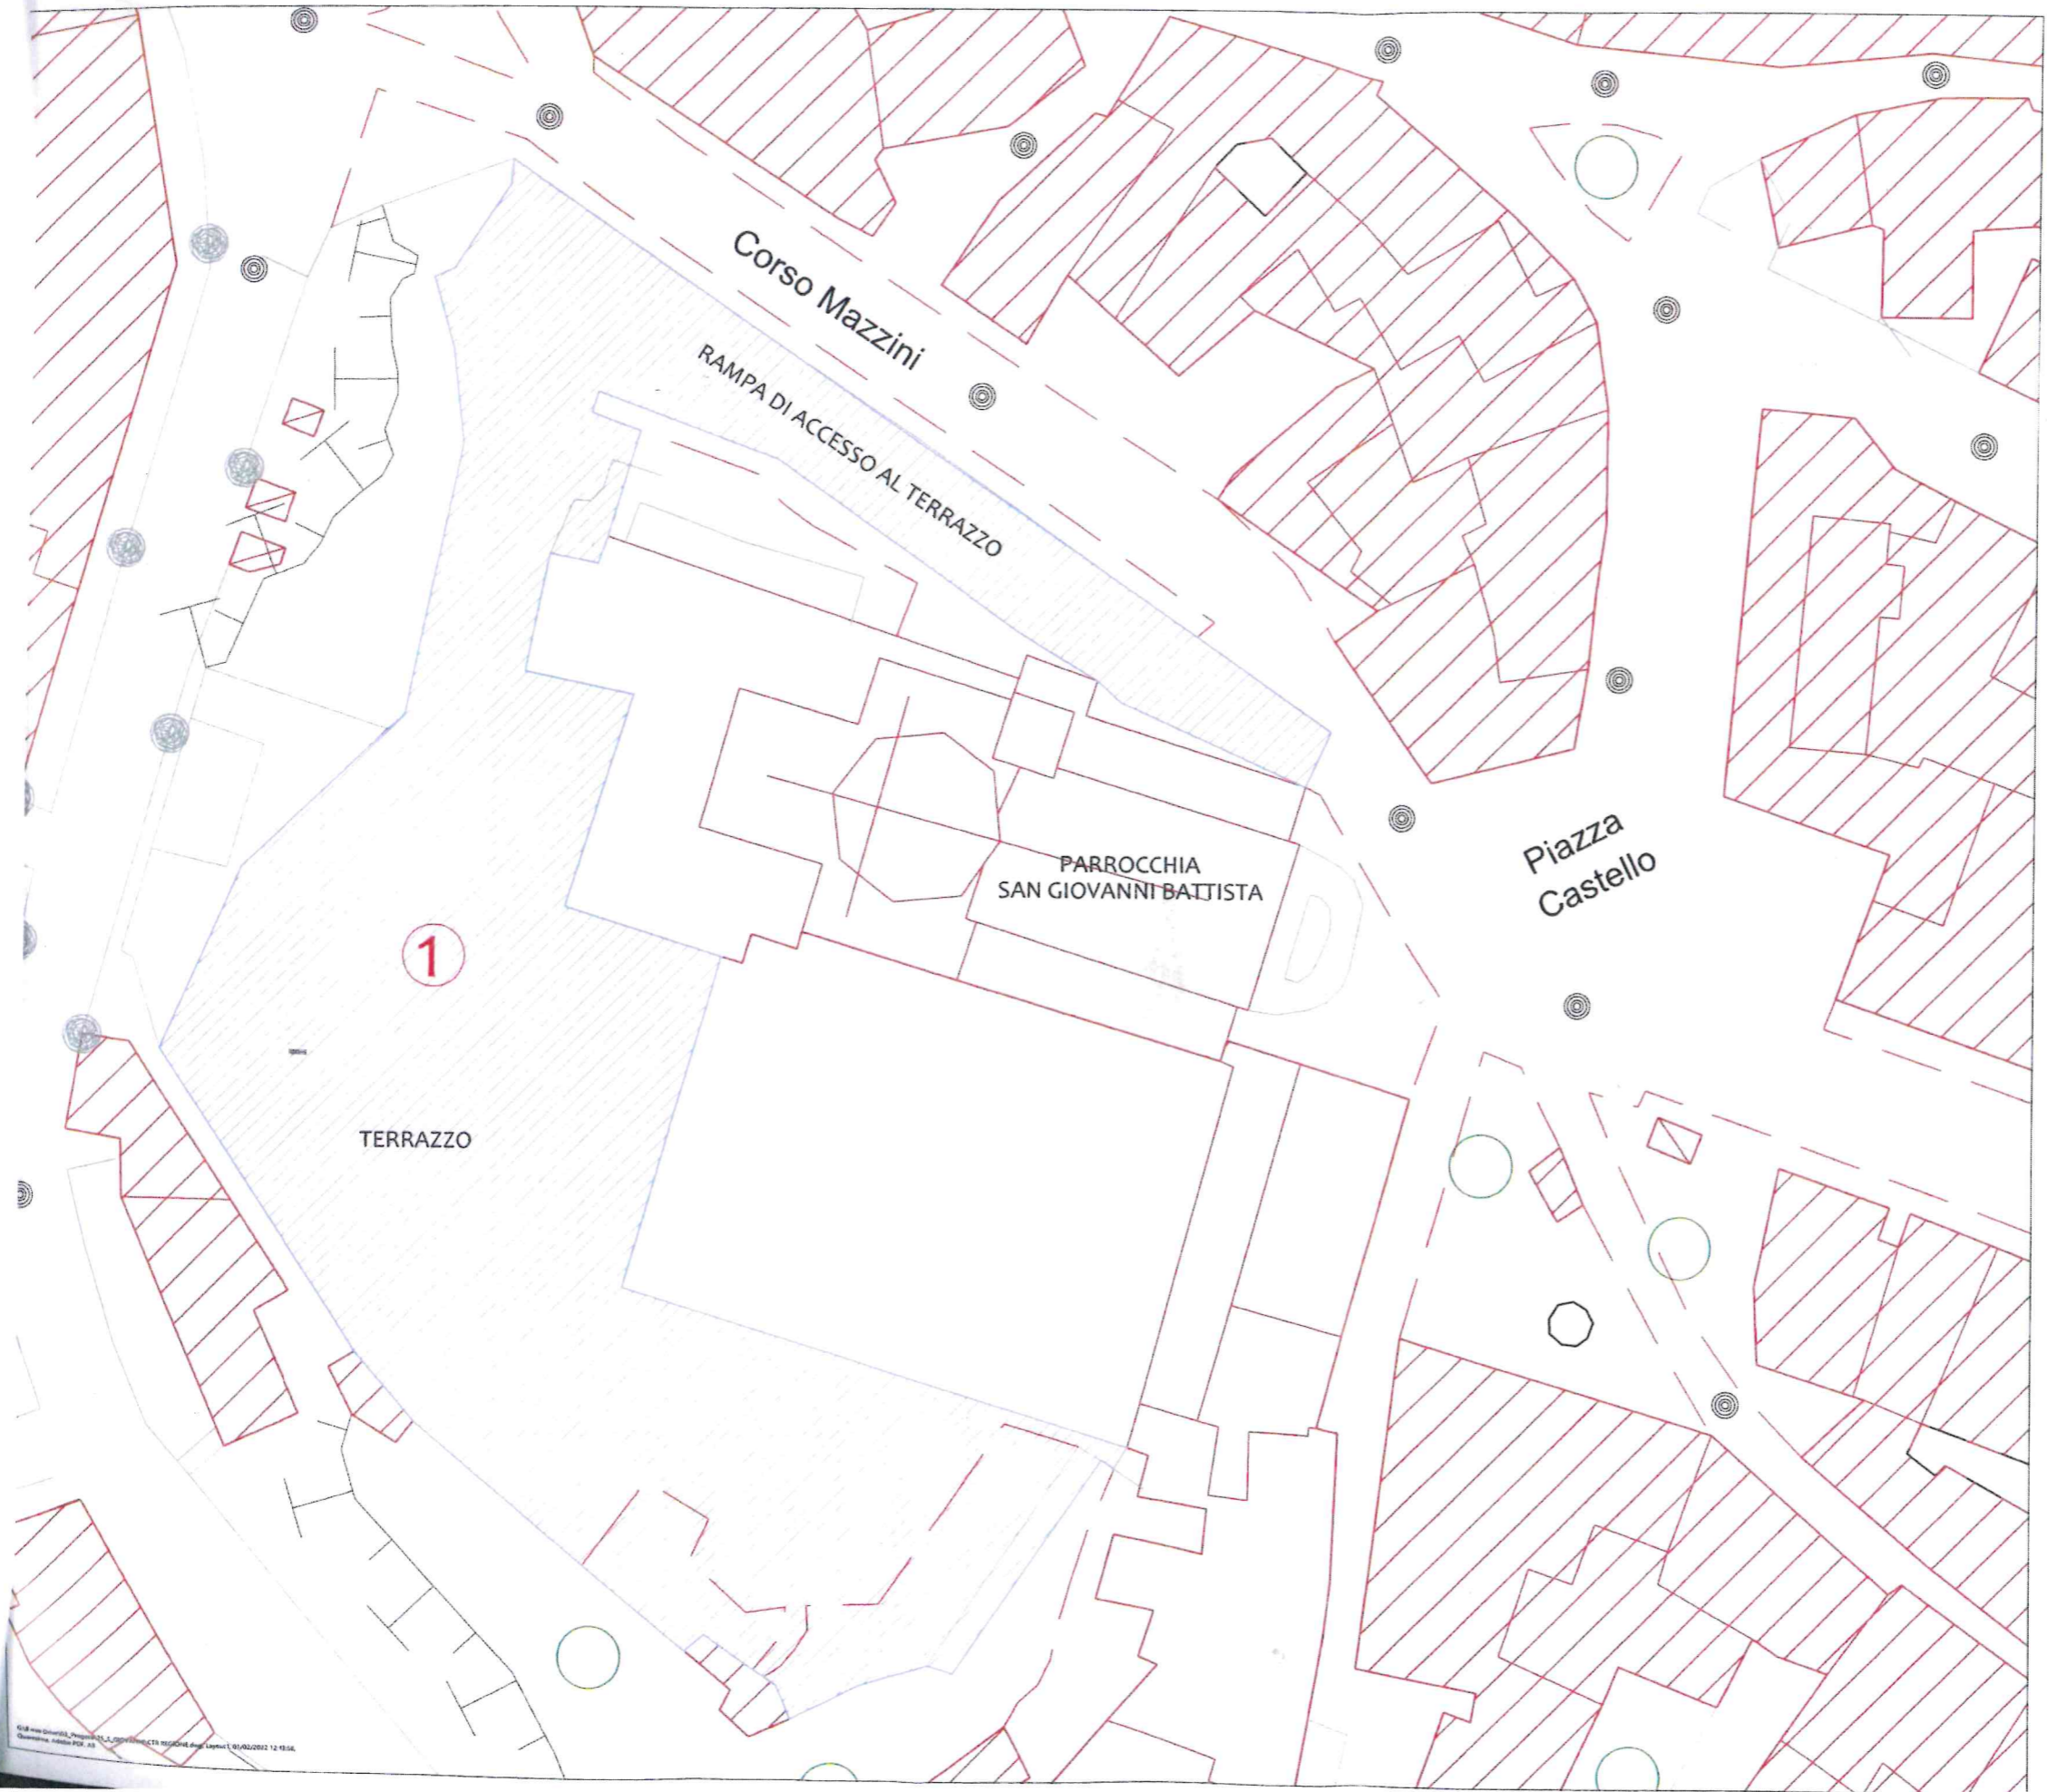 Corso Mazzini
RAMPA DI ACCESSO AL TERRAZZO
Piazza
Castello
PARROCCHIA
SAN GIOVANNI BATTISTA
1
TERRAZZO